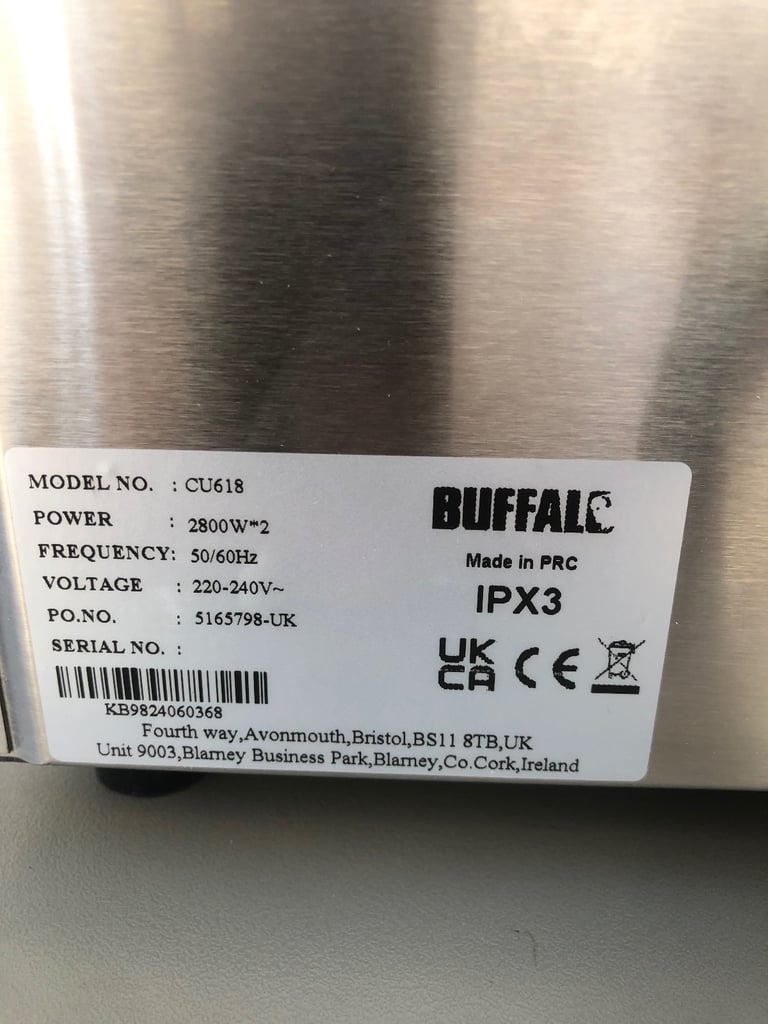 MODEL NO. : CU618
POWER : 2800W*2
FREQUENCY: 50/60Hz
VOLTAGE : 220-240V~
PO.NO. : 5165798-UK
SERIAL NO. :
KB9824060368
BUFFALO
Made in PRC
IPX3
UK
CA CE
Fourth way,Avonmouth,Bristol,BS11 8TB,UK
Unit 9003,Blarney Business Park,Blarney,Co.Cork,Ireland